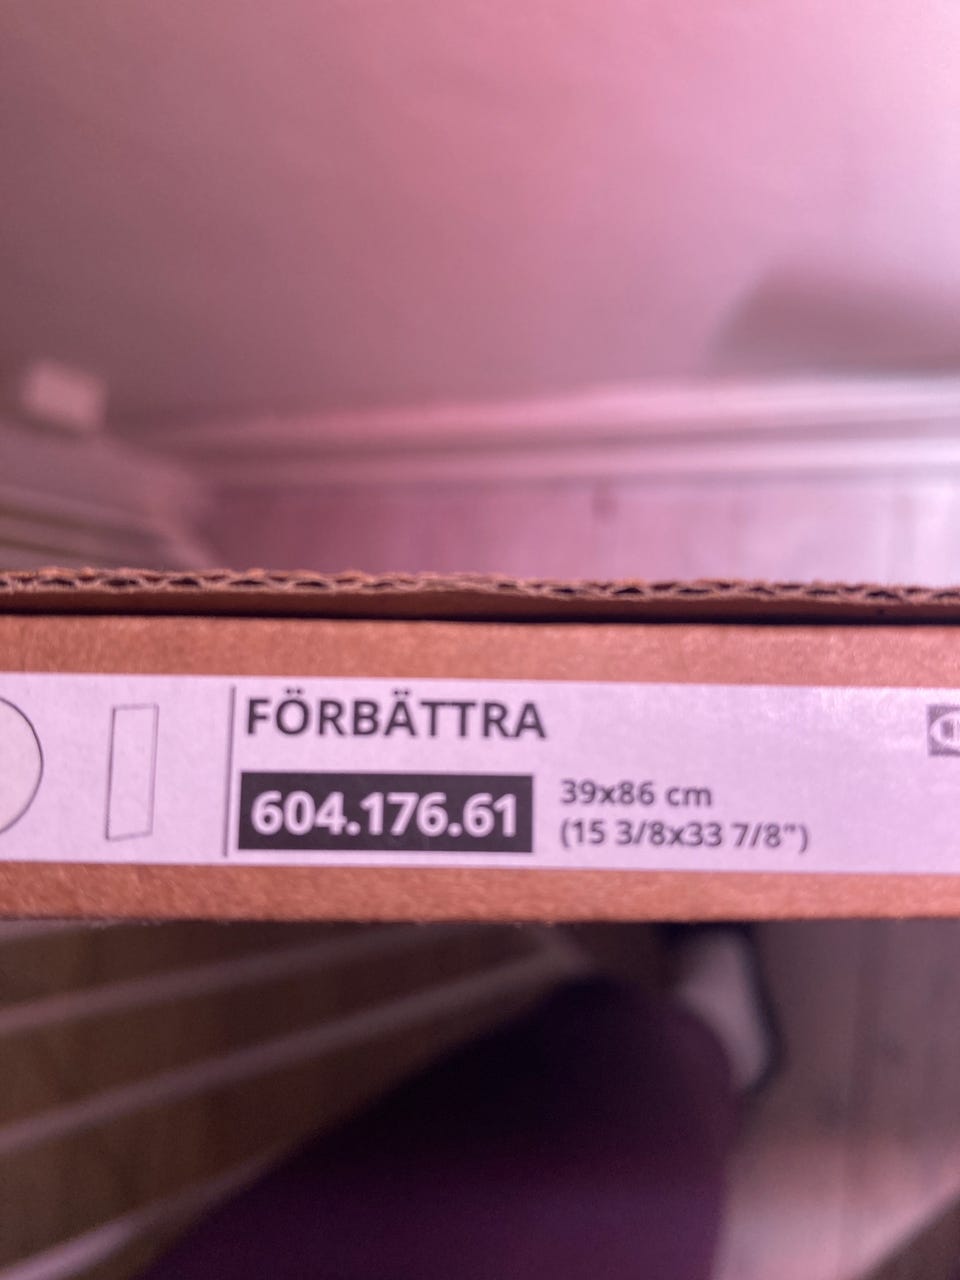 FÖRBÄTTRA
604.176.61
39x86 cm
(15 3/8x33 7/8")